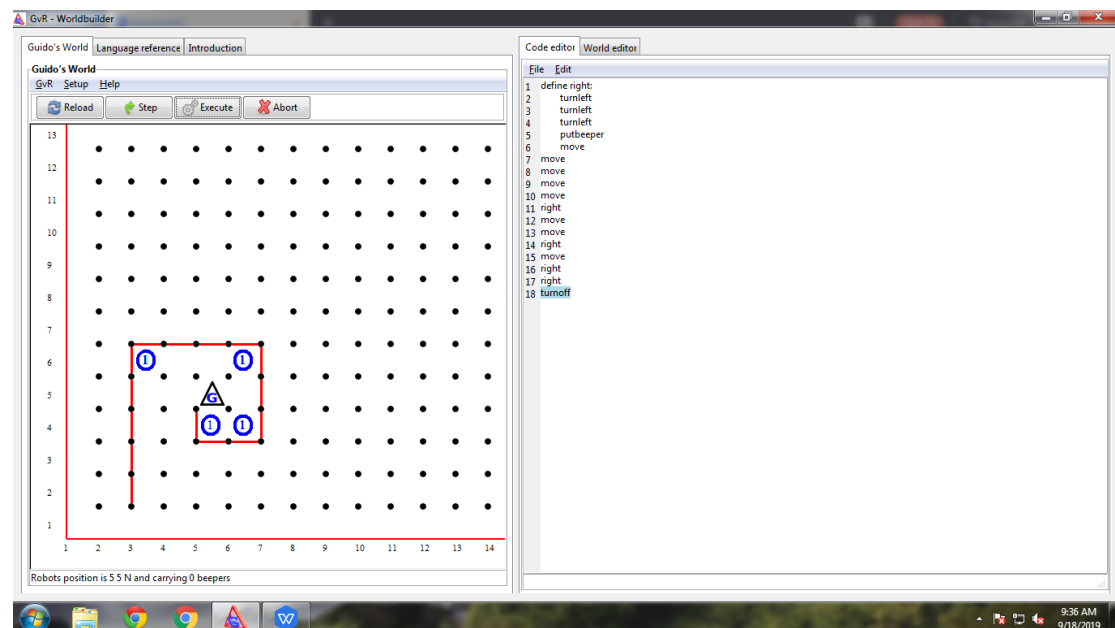 GvR - Worldbuilder
Guido's World Language reference Introduction
Guido's World
GvR Setup Help
Reload Step Execute Abort
13
12
11
10
9
8
7
6
5
4
3
2
1
1 1
G
1 1
1 2 3 4 5 6 7 8 9 10 11 12 13 14
Robots position is 5 5 N and carrying 0 beepers
Code editor World editor
File Edit
1 define right:
2 turnleft
3 turnleft
4 turnleft
5 putbeeper
6 move
7 move
8 move
9 move
10 move
11 right
12 move
13 move
14 right
15 move
16 right
17 right
18 turnoff
9:36 AM
9/18/2019